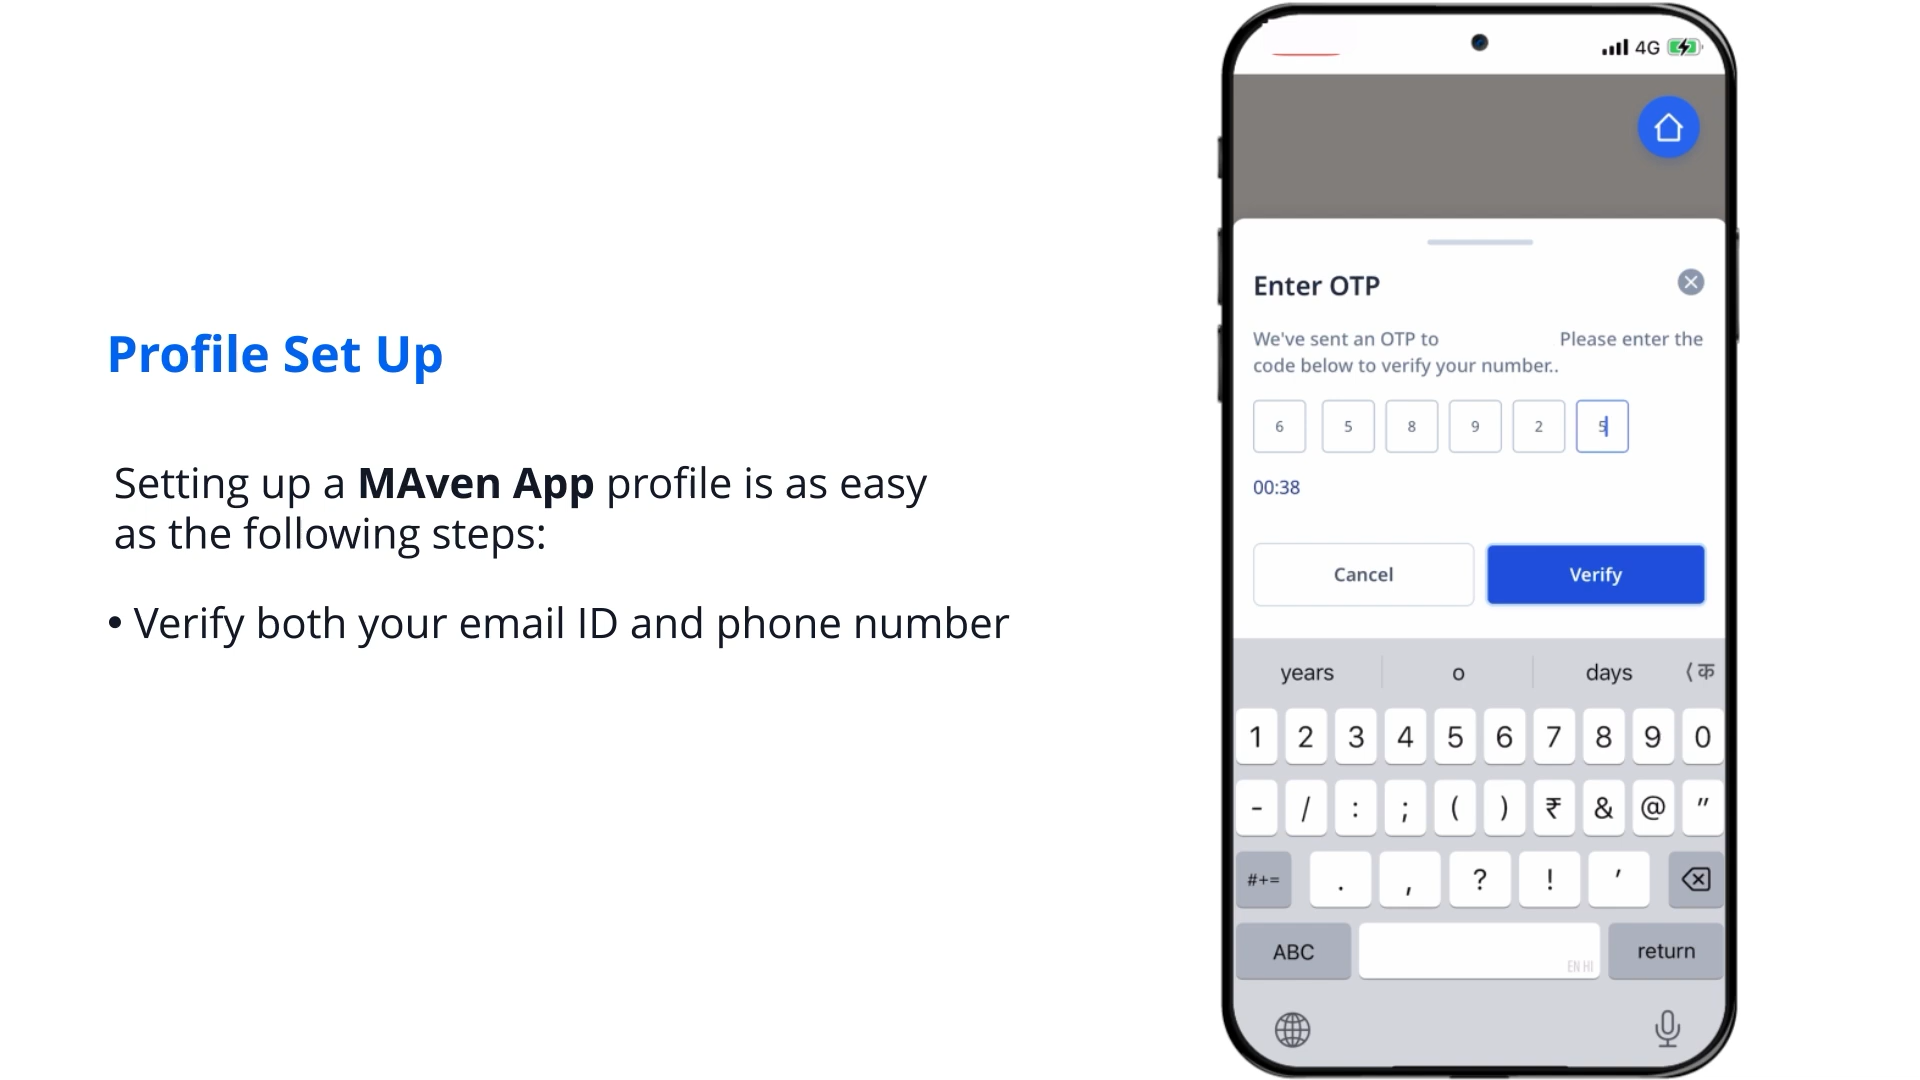 Profile Set Up
Setting up a MAven App profile is as easy
as the following steps:
• Verify both your email ID and phone number
4G
Enter OTP
We've sent an OTP to Please enter the
code below to verify your number..
6 5 8 9 2 5
00:38
Cancel Verify
years o days क
1 2 3 4 5 6 7 8 9 0
- / : ; ( ) ₹ & @ "
#+= . , ? ! '
ABC EN HI return